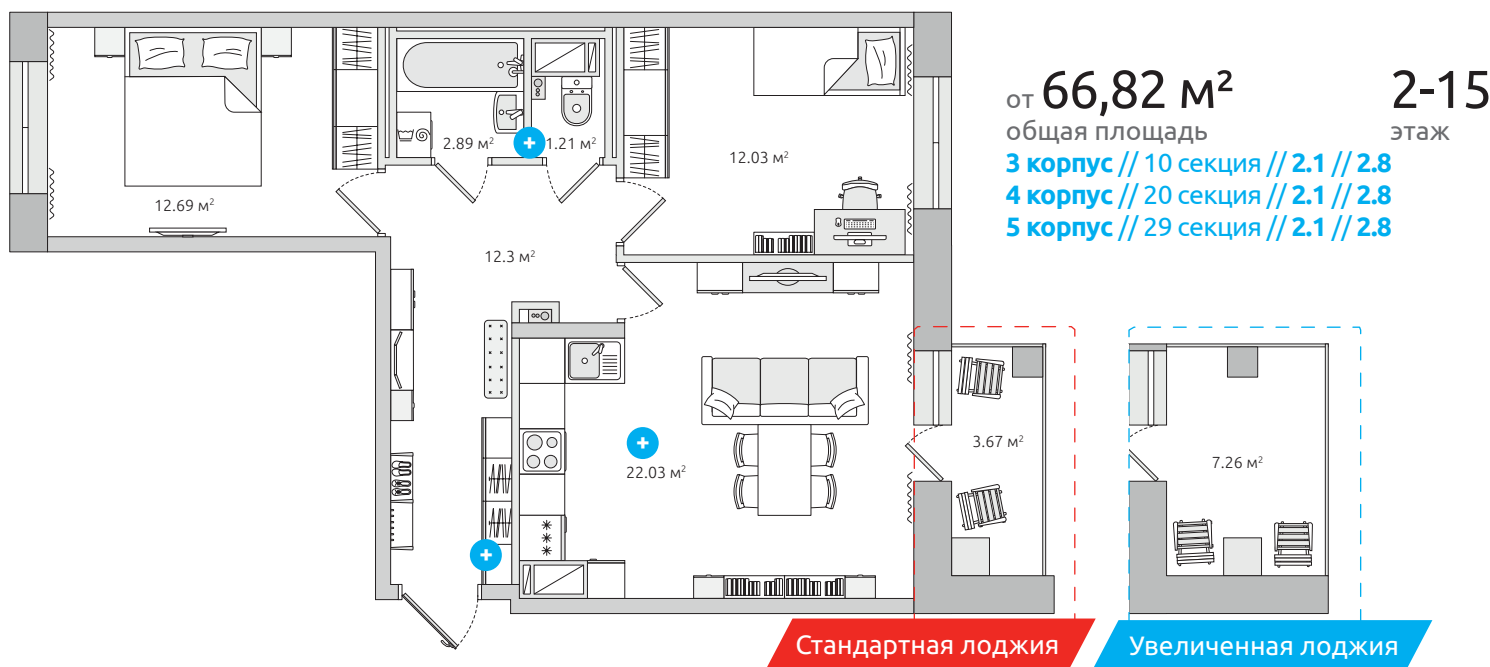 от 66,82 м²
общая площадь
2-15
этаж
3 корпус // 10 секция // 2.1 // 2.8
4 корпус // 20 секция // 2.1 // 2.8
5 корпус // 29 секция // 2.1 // 2.8
2.89 м²
1.21 м²
12.03 м²
12.69 м²
12.3 м²
22.03 м²
3.67 м²
7.26 м²
Стандартная лоджия
Увеличенная лоджия